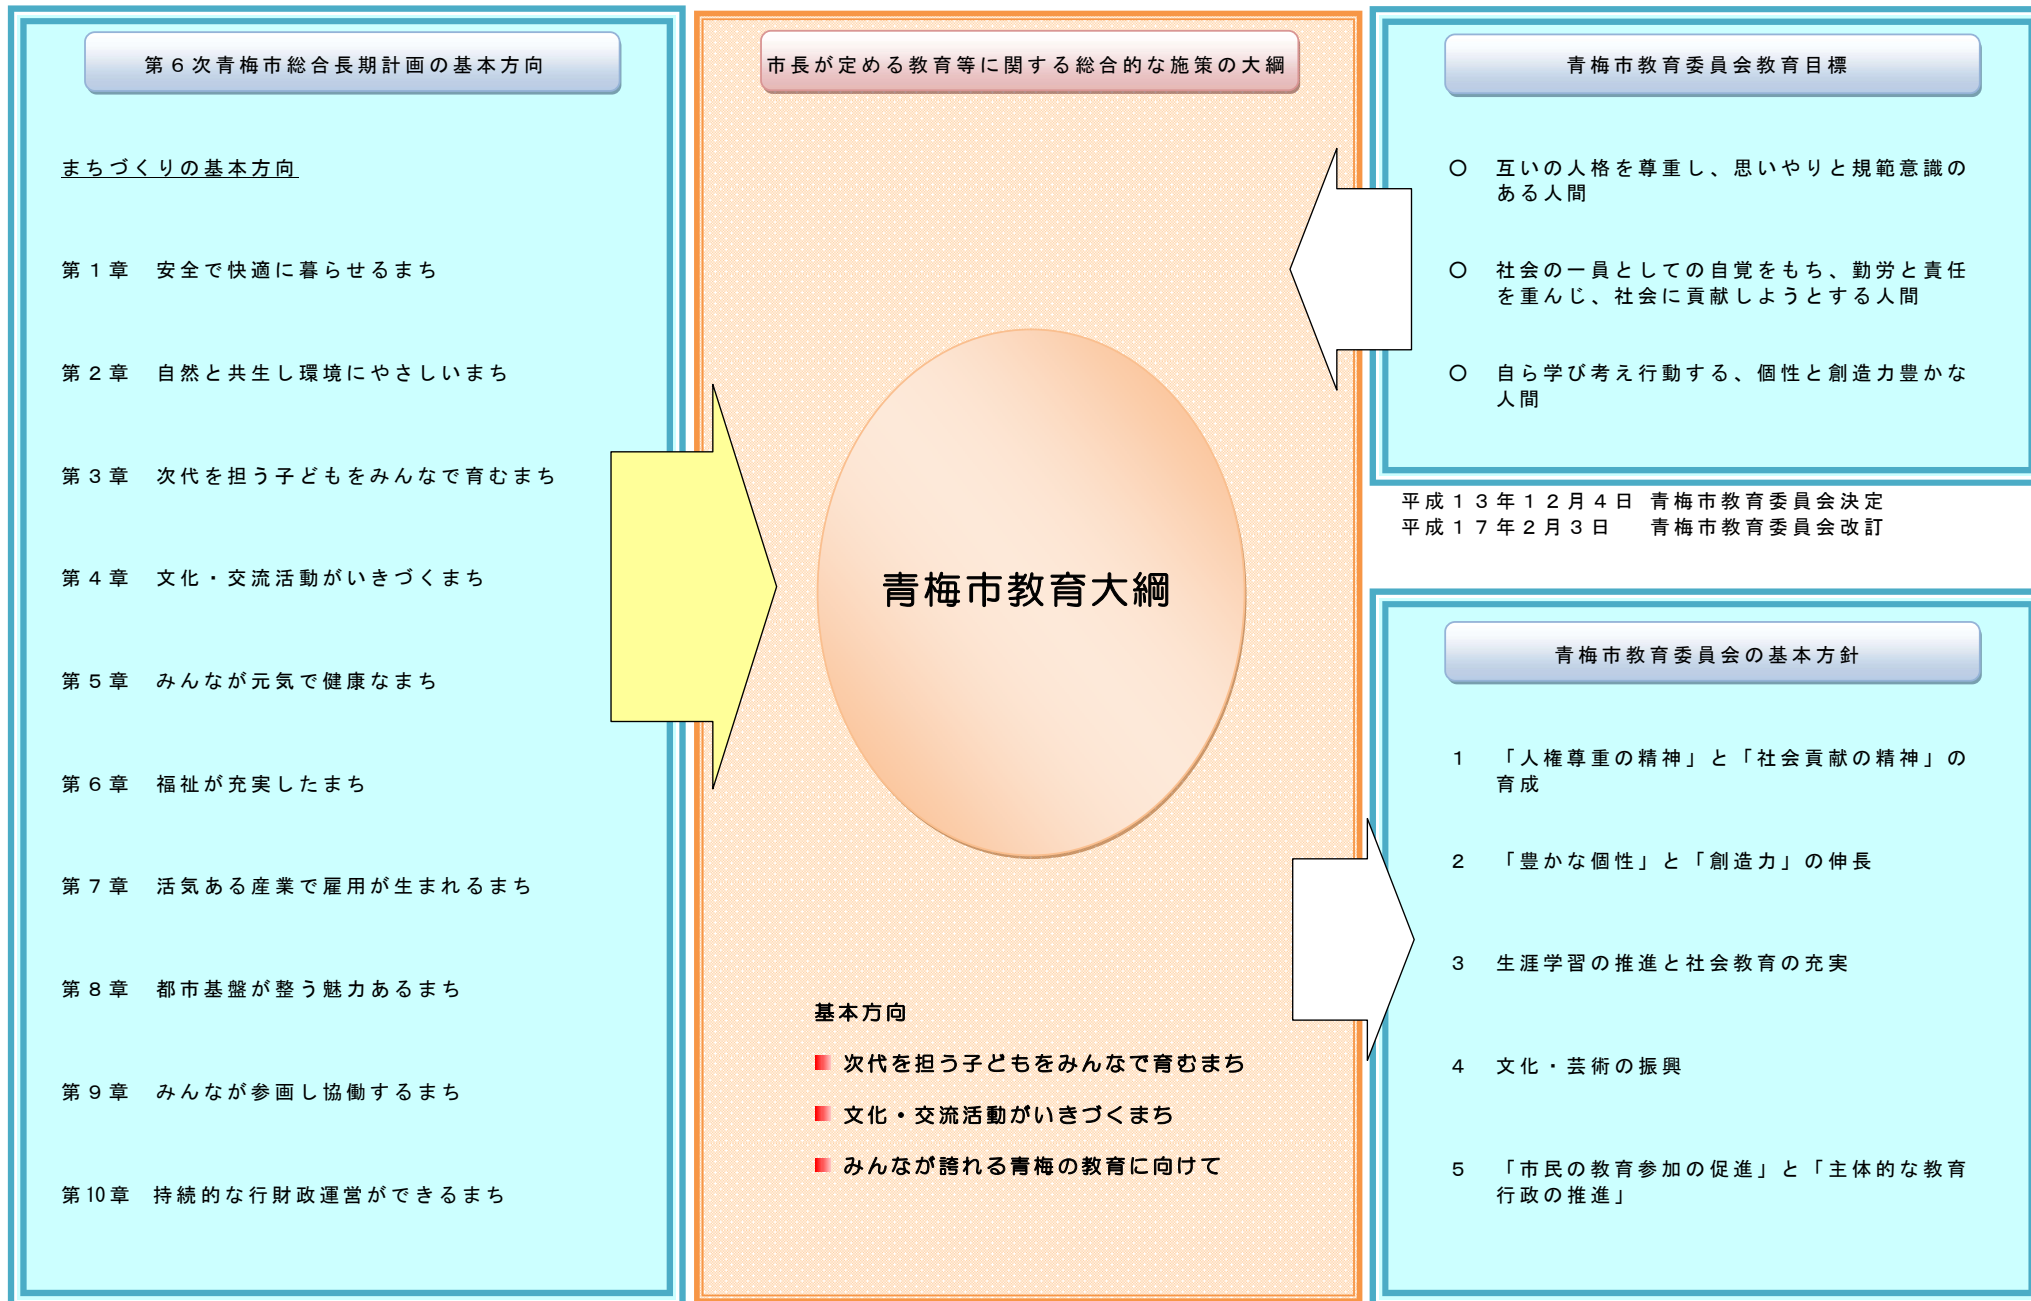 第６次青梅市総合長期計画の基本方向
まちづくりの基本方向
第１章　安全で快適に暮らせるまち
第２章　自然と共生し環境にやさしいまち
第３章　次代を担う子どもをみんなで育むまち
第４章　文化・交流活動がいきづくまち
第５章　みんなが元気で健康なまち
第６章　福祉が充実したまち
第７章　活気ある産業で雇用が生まれるまち
第８章　都市基盤が整う魅力あるまち
第９章　みんなが参画し協働するまち
第10章　持続的な行財政運営ができるまち
市長が定める教育等に関する総合的な施策の大綱
青梅市教育大綱
基本方向
次代を担う子どもをみんなで育むまち
文化・交流活動がいきづくまち
みんなが誇れる青梅の教育に向けて
青梅市教育委員会教育目標
○　互いの人格を尊重し、思いやりと規範意識の
ある人間
○　社会の一員としての自覚をもち、勤労と責任
を重んじ、社会に貢献しようとする人間
○　自ら学び考え行動する、個性と創造力豊かな
人間
平成１３年１２月４日　青梅市教育委員会決定
平成１７年２月３日　青梅市教育委員会改訂
青梅市教育委員会の基本方針
１　「人権尊重の精神」と「社会貢献の精神」の
育成
２　「豊かな個性」と「創造力」の伸長
３　生涯学習の推進と社会教育の充実
４　文化・芸術の振興
５　「市民の教育参加の促進」と「主体的な教育
行政の推進」